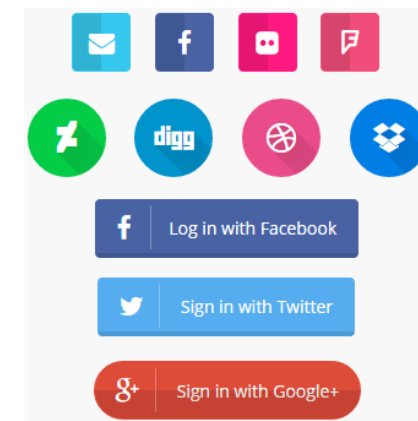 digg
Log in with Facebook
Sign in with Twitter
g+
Sign in with Google+